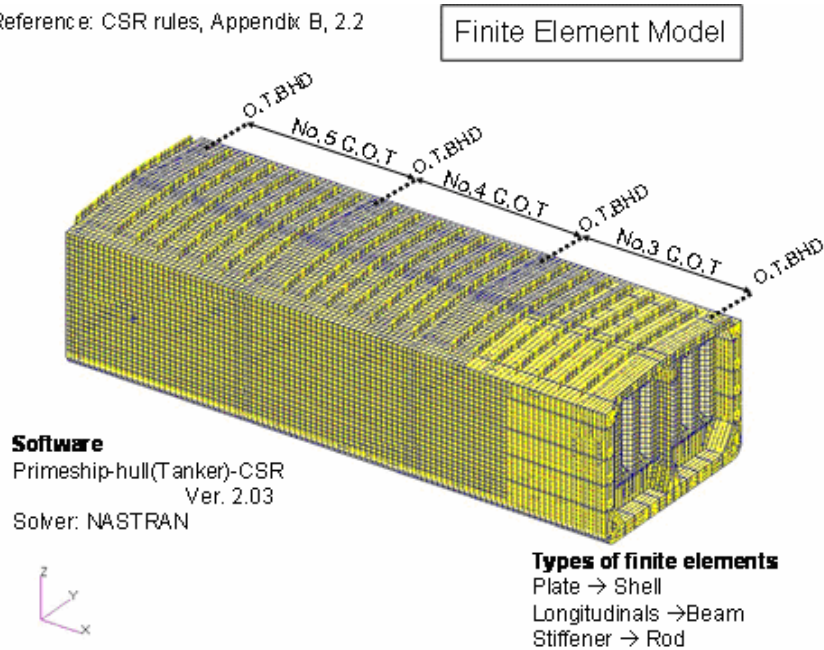 Reference: CSR rules, Appendix B, 2.2
Finite Element Model
O.T.BHD
No.5 C.O.T
O.T.BHD
No.4 C.O.T
O.T.BHD
No.3 C.O.T
O.T.BHD
Software
Primeship-hull(Tanker)-CSR
Ver. 2.03
Solver: NASTRAN
Z
Y
X
Types of finite elements
Plate → Shell
Longitudinals →Beam
Stiffener → Rod